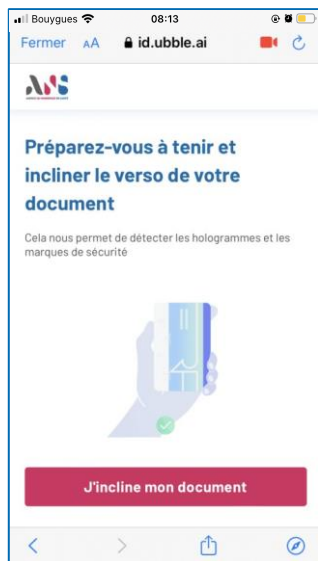 Bouygues 08:13
Fermer AA id.ubble.ai
Préparez-vous à tenir et
incliner le verso de votre
document
Cela nous permet de détecter les hologrammes et les
marques de sécurité
J'incline mon document